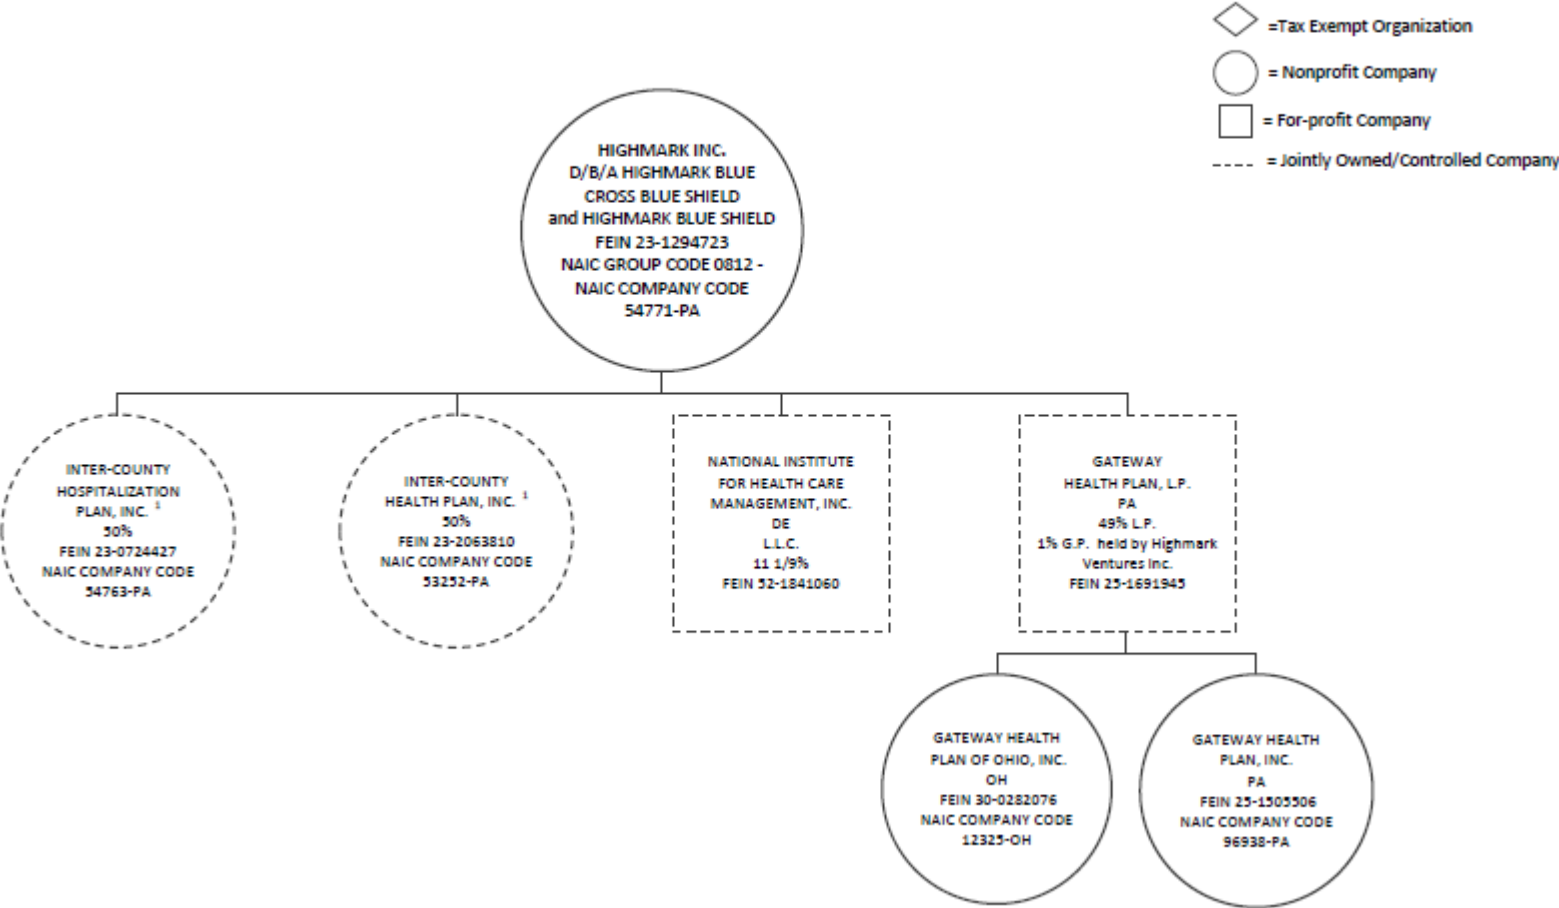 =Tax Exempt Organization
= Nonprofit Company
= For-profit Company
= Jointly Owned/Controlled Company
HIGHMARK INC.
D/B/A HIGHMARK BLUE
CROSS BLUE SHIELD
and HIGHMARK BLUE SHIELD
FEIN 23-1294723
NAIC GROUP CODE 0812 -
NAIC COMPANY CODE
54771-PA
INTER-COUNTY
HOSPITALIZATION
PLAN, INC. 1
50%
FEIN 23-0724427
NAIC COMPANY CODE
54763-PA
INTER-COUNTY
HEALTH PLAN, INC. 1
50%
FEIN 23-2063810
NAIC COMPANY CODE
53252-PA
NATIONAL INSTITUTE
FOR HEALTH CARE
MANAGEMENT, INC.
DE
L.L.C.
11 1/9%
FEIN 52-1841060
GATEWAY
HEALTH PLAN, L.P.
PA
49% L.P.
1% G.P. held by Highmark
Ventures Inc.
FEIN 25-1691945
GATEWAY HEALTH
PLAN OF OHIO, INC.
OH
FEIN 30-0282076
NAIC COMPANY CODE
12325-OH
GATEWAY HEALTH
PLAN, INC.
PA
FEIN 25-1505506
NAIC COMPANY CODE
96938-PA